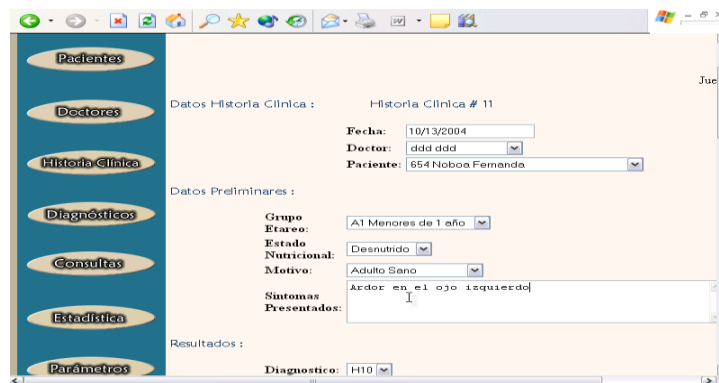 Pacientes
Jue
Doctores
Datos Historia Clinica : Historia Clinica # 11
Fecha: 10/13/2004
Doctor: ddd ddd
Historia Clínica
Paciente: 654 Noboa Fernanda
Datos Preliminares :
Diagnósticos
Grupo
Etareo: A1 Menores de 1 año
Estado
Nutricional: Desnutrido
Consultas
Motivo: Adulto Sano
Sintomas
Presentados: Ardor en el ojo izquierdo
Estadística
Resultados :
Parámetros
Diagnostico: H10